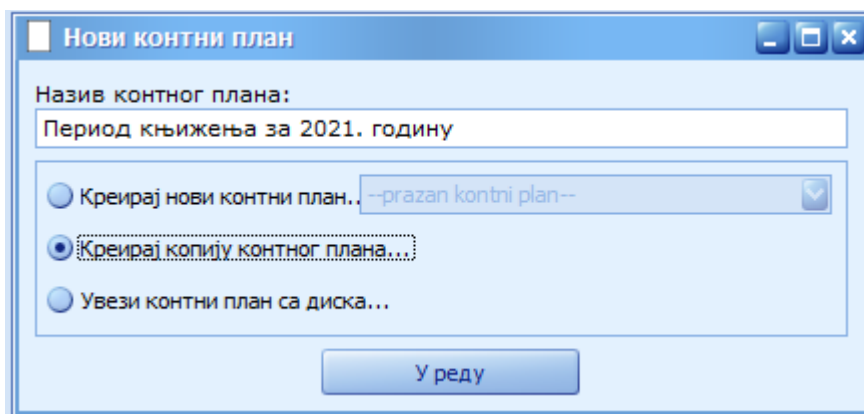 Нови контни план
Назив контног плана:
Период књижења за 2021. годину
Креирај нови контни план.. --prazan kontni plan--
Креирај копију контног плана...
Увези контни план са диска...
У реду